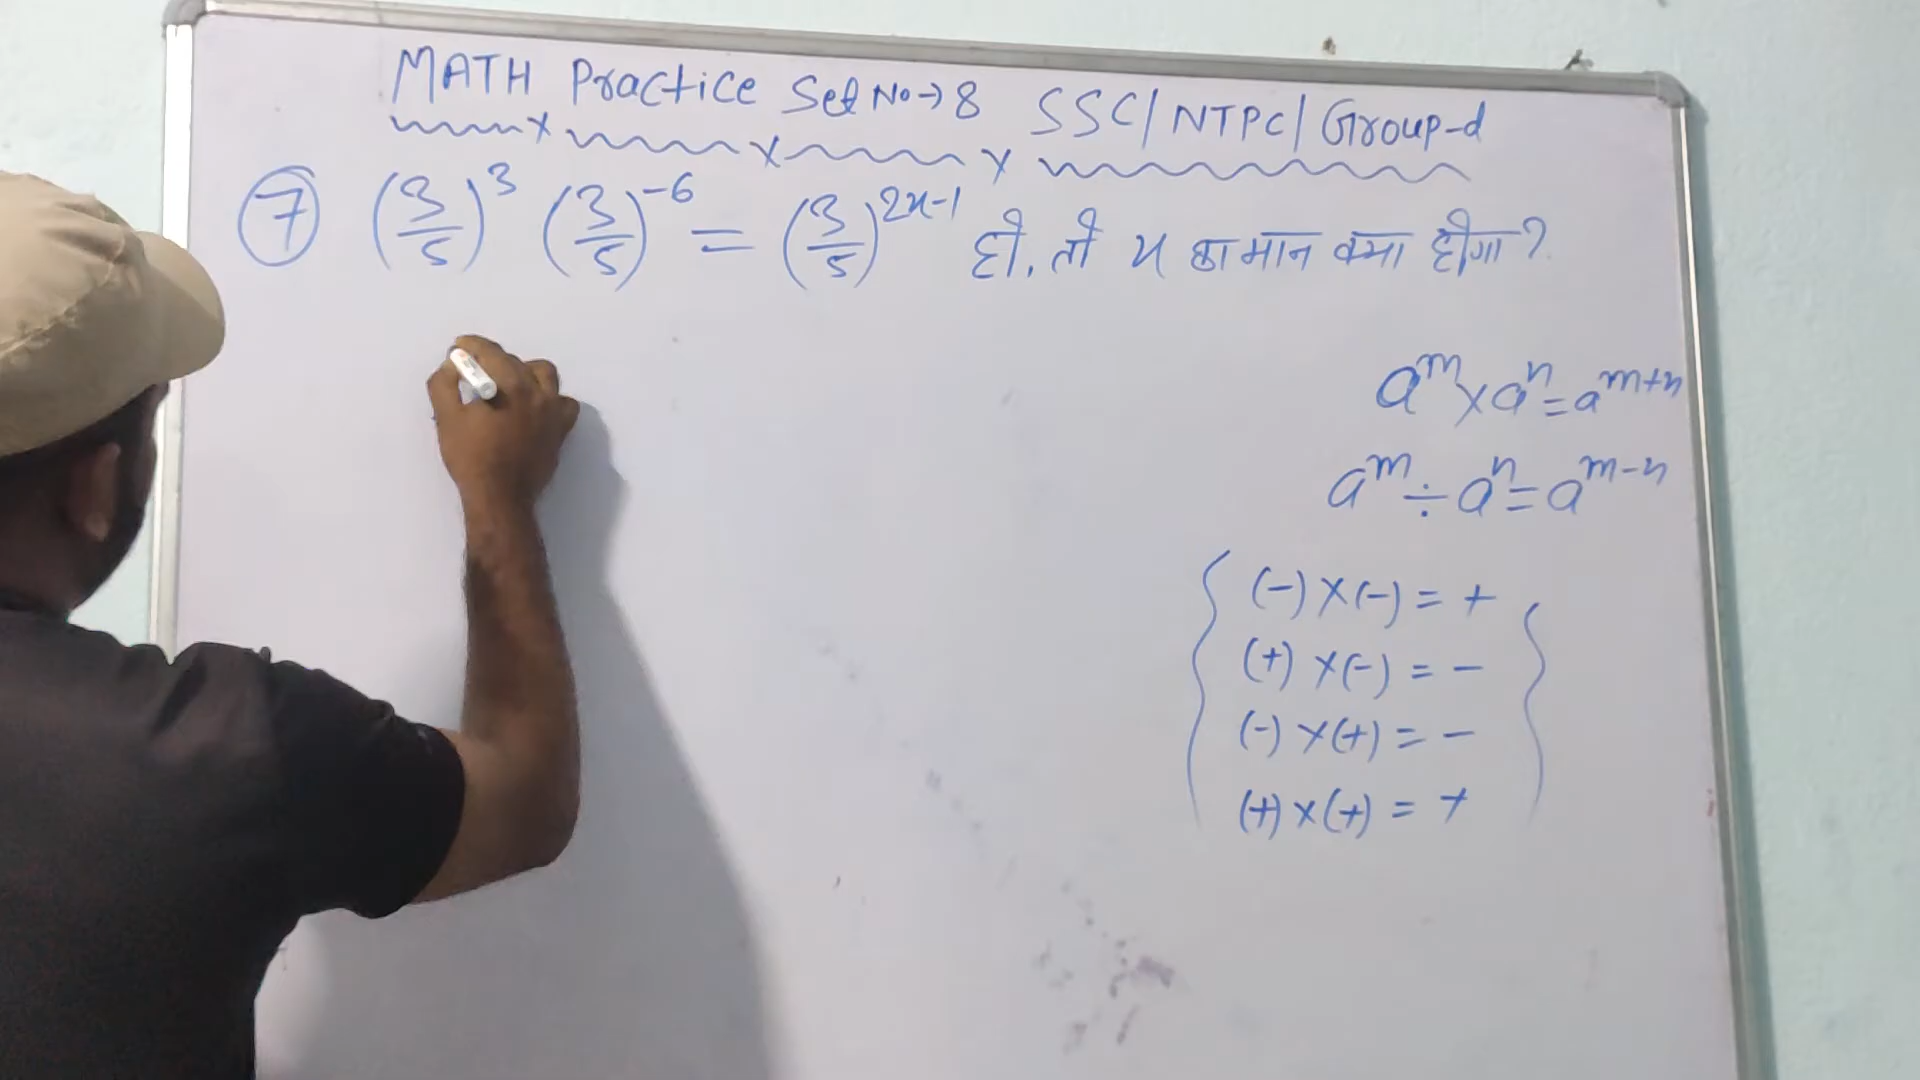 MATH Practice Set No→8 SSC/NTPC/Group-d
⑦ (3/5)³ (3/5)⁻⁶ = (3/5)²ˣ⁻¹ हो, तो x का मान क्या होगा?
aᵐ × aⁿ = aᵐ⁺ⁿ
aᵐ ÷ aⁿ = aᵐ⁻ⁿ
(-) × (-) = +
(+) × (-) = -
(-) × (+) = -
(+) × (+) = +